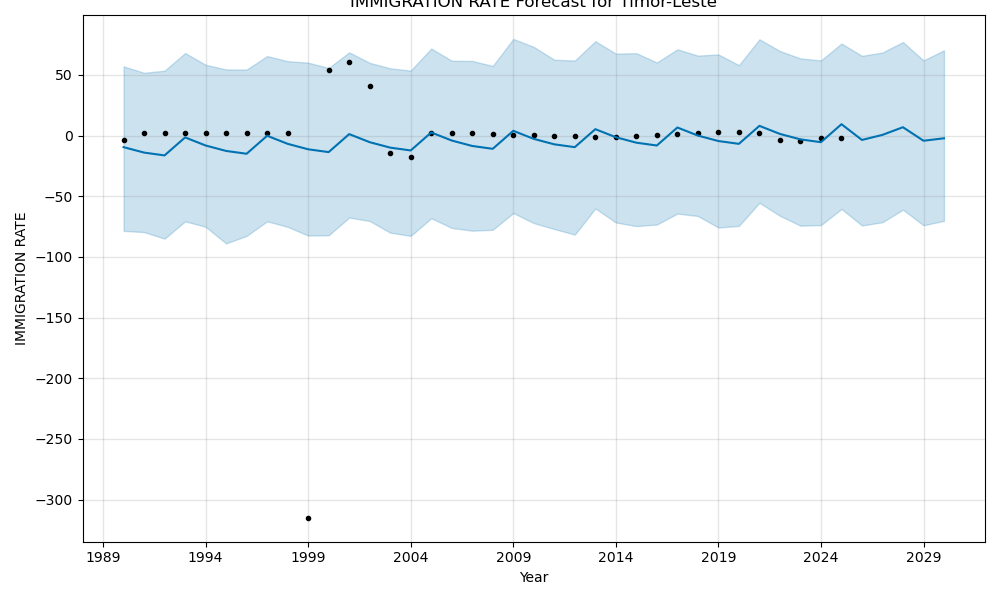 IMMIGRATION RATE Forecast for Timor-Leste
IMMIGRATION RATE
50
0
−50
−100
−150
−200
−250
−300
1989 1994 1999 2004 2009 2014 2019 2024 2029
Year